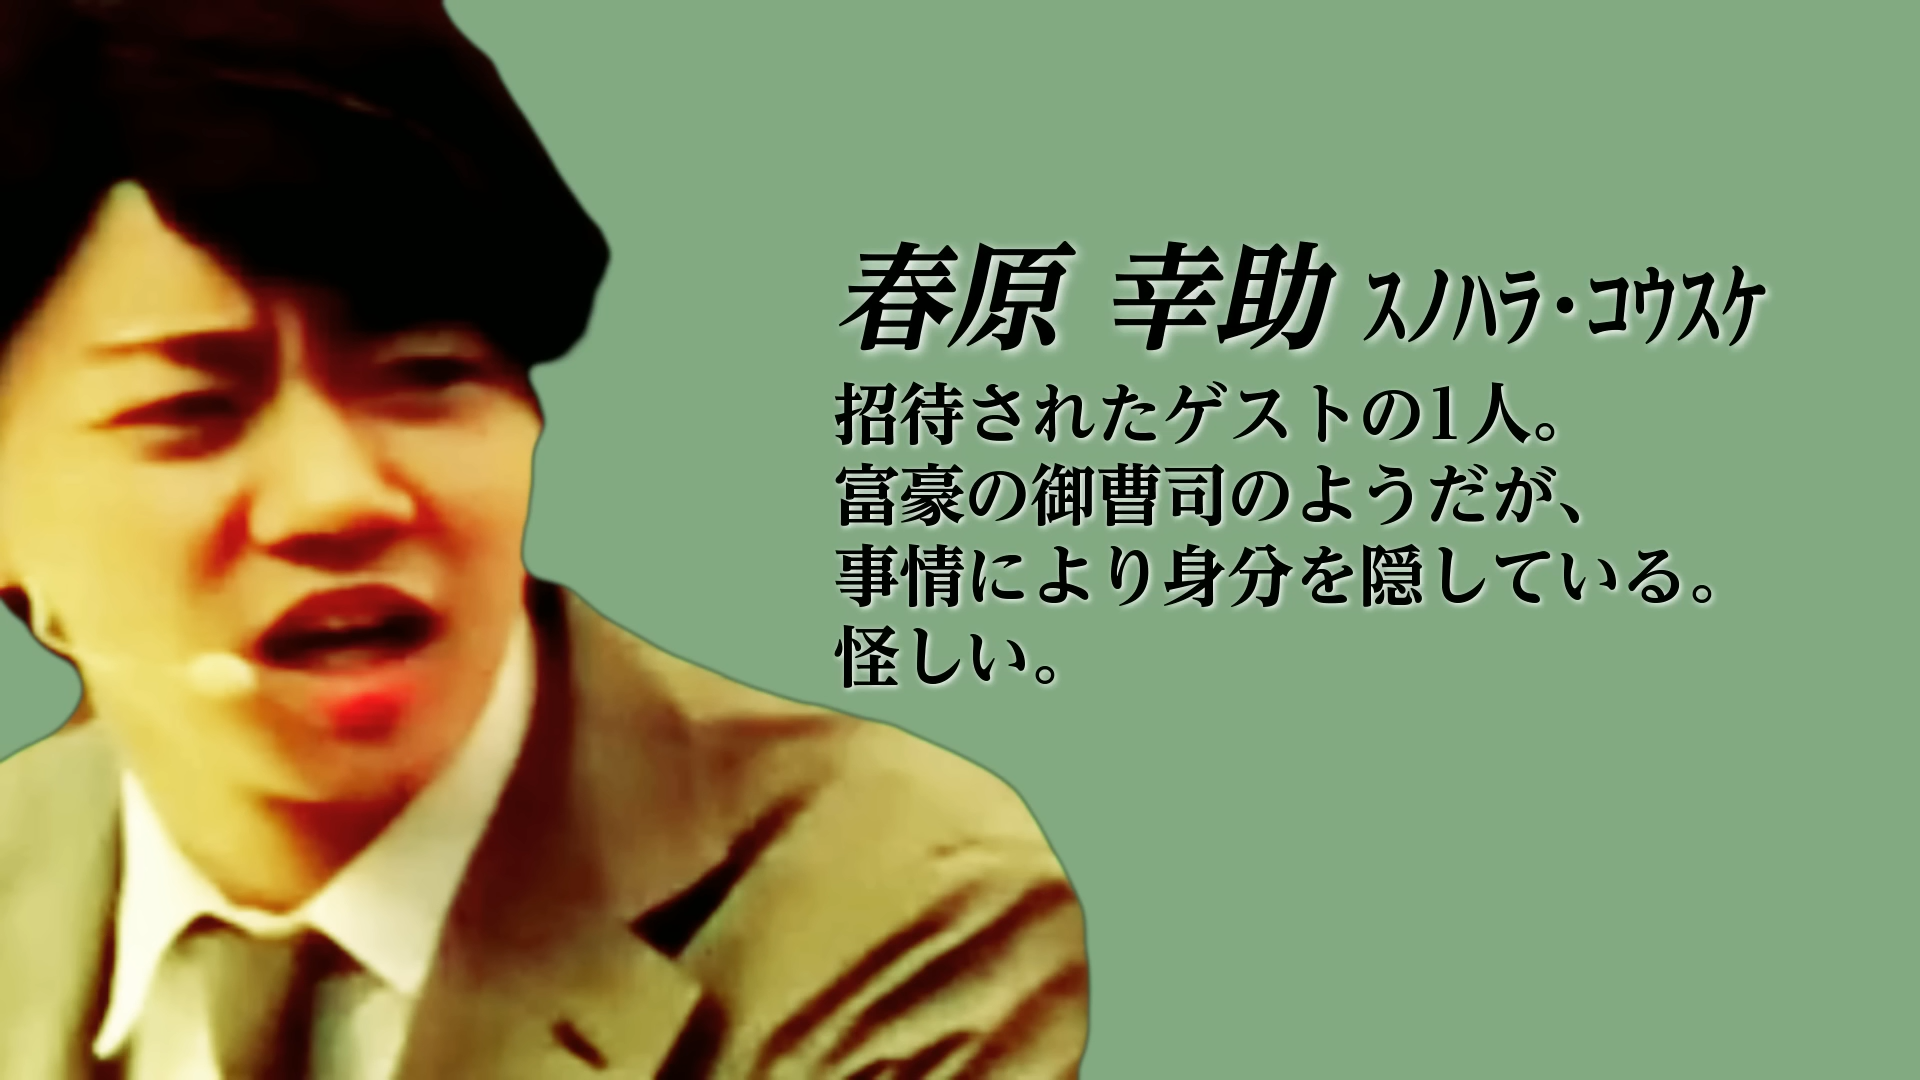 春原 幸助 スノハラ・コウスケ
招待されたゲストの1人。
富豪の御曹司のようだが、
事情により身分を隠している。
怪しい。